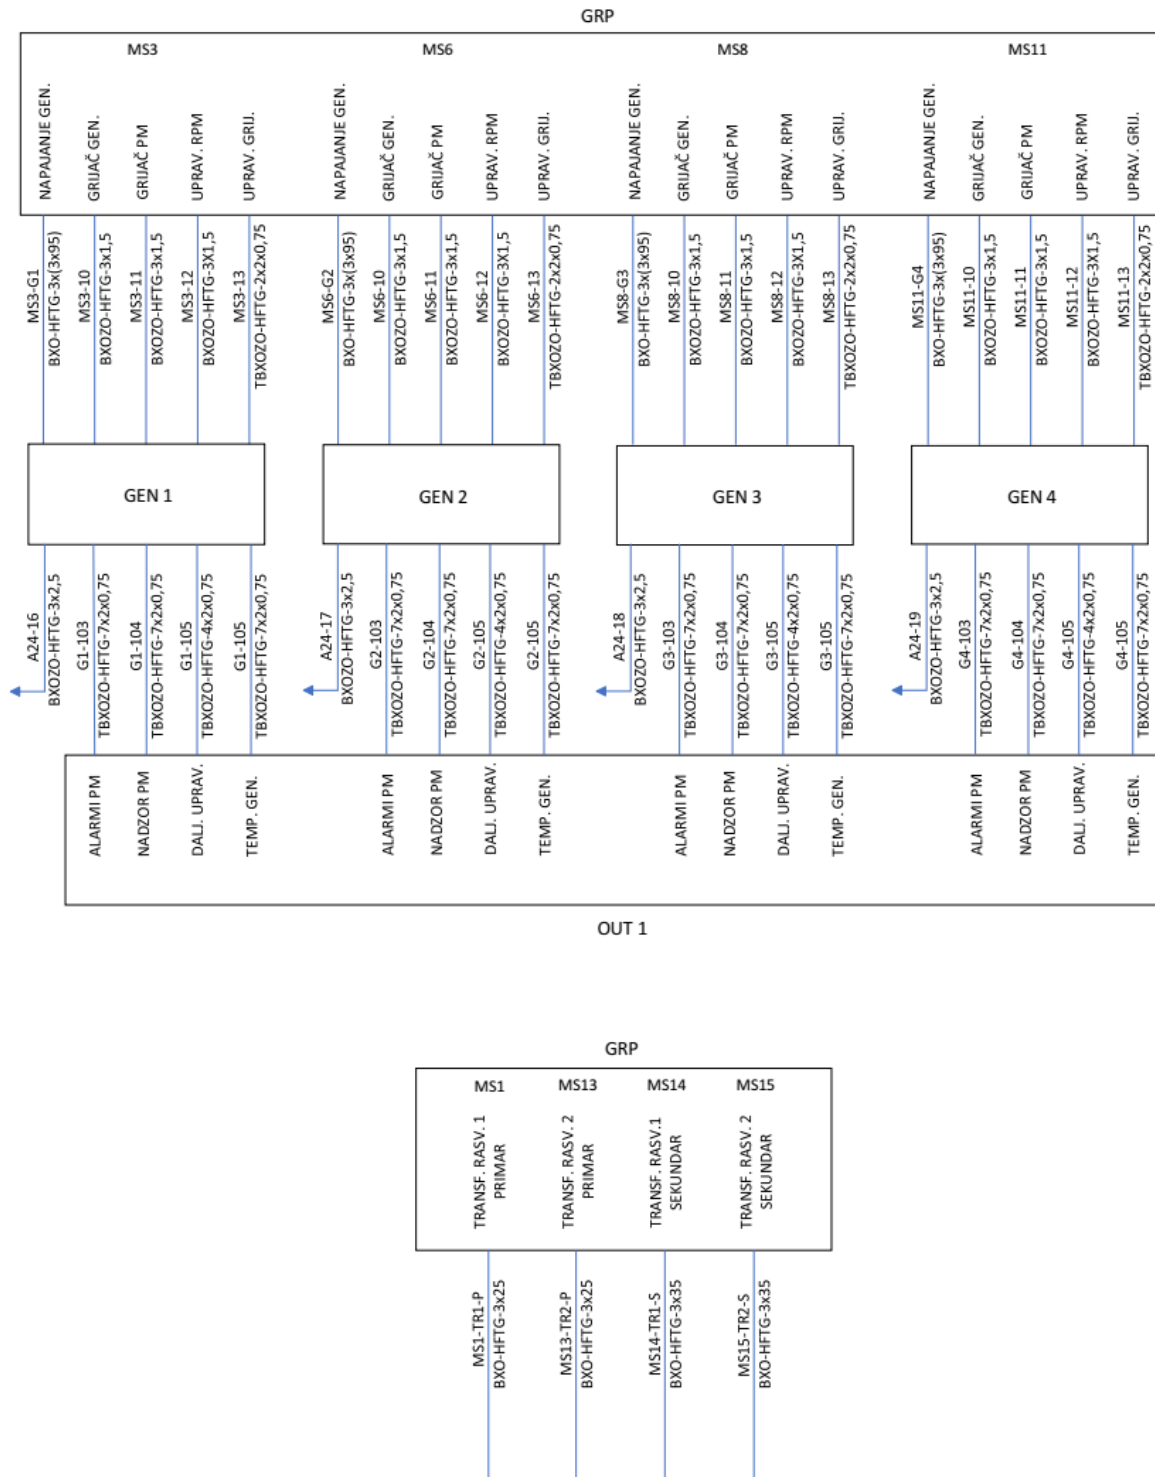 GRP
MS3
MS6
MS8
MS11
NAPAJANJE GEN.
GRIJAČ GEN.
GRIJAČ PM
UPRAV. RPM
UPRAV. GRIJ.
NAPAJANJE GEN.
GRIJAČ GEN.
GRIJAČ PM
UPRAV. RPM
UPRAV. GRIJ.
NAPAJANJE GEN.
GRIJAČ GEN.
GRIJAČ PM
UPRAV. RPM
UPRAV. GRIJ.
NAPAJANJE GEN.
GRIJAČ GEN.
GRIJAČ PM
UPRAV. RPM
UPRAV. GRIJ.
MS3-G1
BXO-HFTG-3x(3x95)
MS3-10
BXOZO-HFTG-3x1,5
MS3-11
BXOZO-HFTG-3x1,5
MS3-12
BXOZO-HFTG-3X1,5
MS3-13
TBXOZO-HFTG-2x2x0,75
MS6-G2
BXO-HFTG-3x(3x95)
MS6-10
BXOZO-HFTG-3x1,5
MS6-11
BXOZO-HFTG-3x1,5
MS6-12
BXOZO-HFTG-3X1,5
MS6-13
TBXOZO-HFTG-2x2x0,75
MS8-G3
BXO-HFTG-3x(3x95)
MS8-10
BXOZO-HFTG-3x1,5
MS8-11
BXOZO-HFTG-3x1,5
MS8-12
BXOZO-HFTG-3X1,5
MS8-13
TBXOZO-HFTG-2x2x0,75
MS11-G4
BXO-HFTG-3x(3x95)
MS11-10
BXOZO-HFTG-3x1,5
MS11-11
BXOZO-HFTG-3x1,5
MS11-12
BXOZO-HFTG-3X1,5
MS11-13
TBXOZO-HFTG-2x2x0,75
GEN 1
GEN 2
GEN 3
GEN 4
A24-16
BXOZO-HFTG-3x2,5
G1-103
TBXOZO-HFTG-7x2x0,75
G1-104
TBXOZO-HFTG-7x2x0,75
G1-105
TBXOZO-HFTG-4x2x0,75
G1-105
TBXOZO-HFTG-7x2x0,75
A24-17
BXOZO-HFTG-3x2,5
G2-103
TBXOZO-HFTG-7x2x0,75
G2-104
TBXOZO-HFTG-7x2x0,75
G2-105
TBXOZO-HFTG-4x2x0,75
G2-105
TBXOZO-HFTG-7x2x0,75
A24-18
BXOZO-HFTG-3x2,5
G3-103
TBXOZO-HFTG-7x2x0,75
G3-104
TBXOZO-HFTG-7x2x0,75
G3-105
TBXOZO-HFTG-4x2x0,75
G3-105
TBXOZO-HFTG-7x2x0,75
A24-19
BXOZO-HFTG-3x2,5
G4-103
TBXOZO-HFTG-7x2x0,75
G4-104
TBXOZO-HFTG-7x2x0,75
G4-105
TBXOZO-HFTG-4x2x0,75
G4-105
TBXOZO-HFTG-7x2x0,75
ALARMI PM
NADZOR PM
DALJ. UPRAV.
TEMP. GEN.
ALARMI PM
NADZOR PM
DALJ. UPRAV.
TEMP. GEN.
ALARMI PM
NADZOR PM
DALJ. UPRAV.
TEMP. GEN.
ALARMI PM
NADZOR PM
DALJ. UPRAV.
TEMP. GEN.
OUT 1
GRP
MS1
MS13
MS14
MS15
TRANSF. RASV. 1
PRIMAR
TRANSF. RASV. 2
PRIMAR
TRANSF. RASV.1
SEKUNDAR
TRANSF. RASV. 2
SEKUNDAR
MS1-TR1-P
BXO-HFTG-3x25
MS13-TR2-P
BXO-HFTG-3x25
MS14-TR1-S
BXO-HFTG-3x35
MS15-TR2-S
BXO-HFTG-3x35